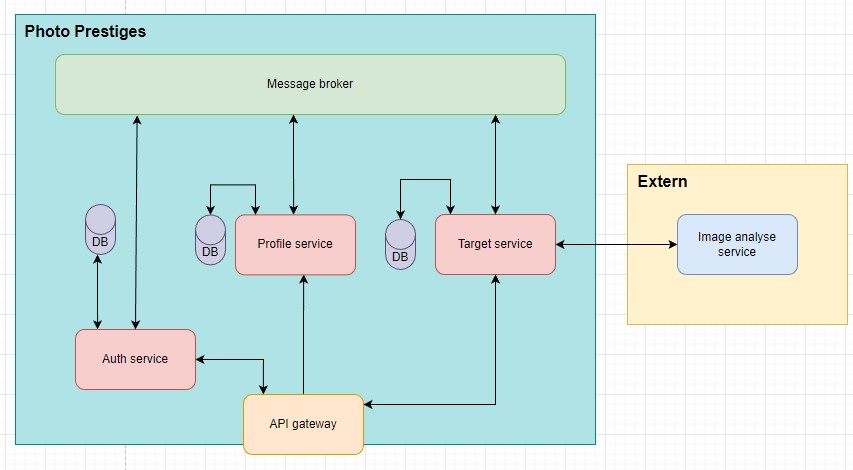 Photo Prestiges
Message broker
Extern
DB
DB
Profile service
DB
Target service
Image analyse
service
Auth service
API gateway